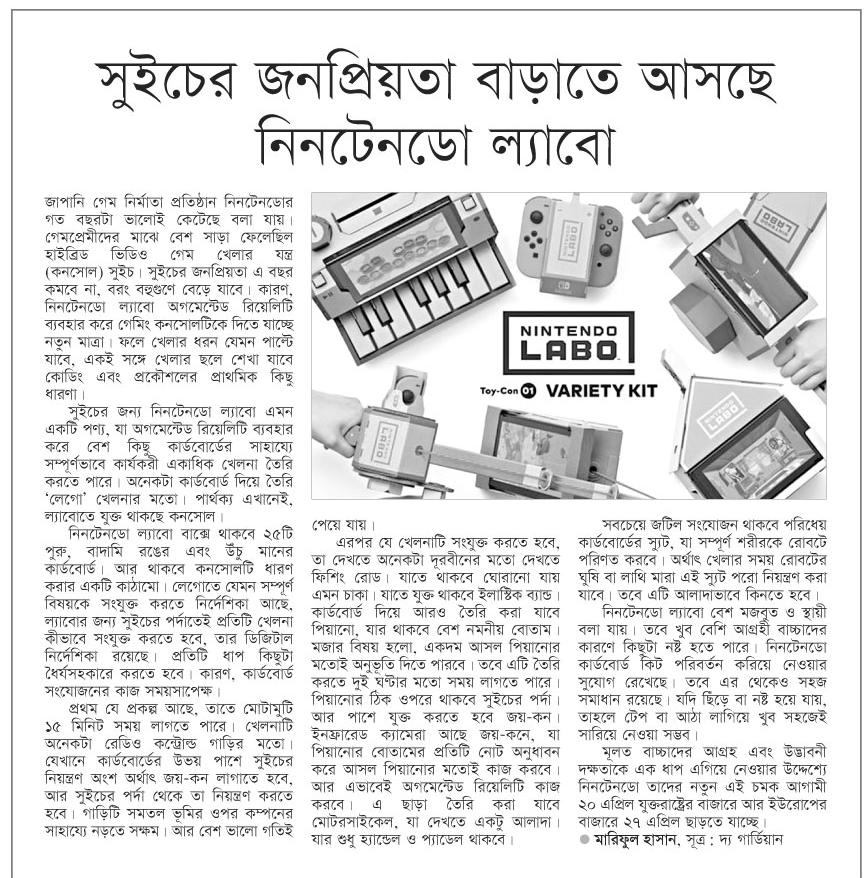 সুইচের জনপ্রিয়তা বাড়াতে আসছে
নিনটেনডো ল্যাবো
জাপানি গেম নির্মাতা প্রতিষ্ঠান নিনটেনডোর
গত বছরটা ভালোই কেটেছে বলা যায়।
গেমপ্রেমীদের মাঝে বেশ সাড়া ফেলেছিল
হাইব্রিড ভিডিও গেম খেলার যন্ত্র
(কনসোল) সুইচ। সুইচের জনপ্রিয়তা এ বছর
কমবে না, বরং বহুগুণে বেড়ে যাবে। কারণ,
নিনটেনডো ল্যাবো অগমেন্টেড রিয়েলিটি
ব্যবহার করে গেমিং কনসোলটিকে দিতে যাচ্ছে
নতুন মাত্রা। ফলে খেলার ধরন যেমন পাল্টে
যাবে, একই সঙ্গে খেলার ছলে শেখা যাবে
কোডিং এবং প্রকৌশলের প্রাথমিক কিছু
ধারণা।
সুইচের জন্য নিনটেনডো ল্যাবো এমন
একটি পণ্য, যা অগমেন্টেড রিয়েলিটি ব্যবহার
করে বেশ কিছু কার্ডবোর্ডের সাহায্যে
সম্পূর্ণভাবে কার্যকরী একাধিক খেলনা তৈরি
করতে পারে। অনেকটা কার্ডবোর্ড দিয়ে তৈরি
‘লেগো’ খেলনার মতো। পার্থক্য এখানেই,
ল্যাবোতে যুক্ত থাকছে কনসোল।
নিনটেনডো ল্যাবো বাক্সে থাকবে ২৫টি
পুরু, বাদামি রঙের এবং উঁচু মানের
কার্ডবোর্ড। আর থাকবে কনসোলটি ধারণ
করার একটি কাঠামো। লেগোতে যেমন সম্পূর্ণ
বিষয়কে সংযুক্ত করতে নির্দেশিকা আছে,
ল্যাবোর জন্য সুইচের পর্দাতেই প্রতিটি খেলনা
কীভাবে সংযুক্ত করতে হবে, তার ডিজিটাল
নির্দেশিকা রয়েছে। প্রতিটি ধাপ কিছুটা
ধৈর্যসহকারে করতে হবে। কারণ, কার্ডবোর্ড
সংযোজনের কাজ সময়সাপেক্ষ।
প্রথম যে প্রকল্প আছে, তাতে মোটামুটি
১৫ মিনিট সময় লাগতে পারে। খেলনাটি
অনেকটা রেডিও কন্ট্রোল্ড গাড়ির মতো।
যেখানে কার্ডবোর্ডের উভয় পাশে সুইচের
নিয়ন্ত্রণ অংশ অর্থাৎ জয়-কন লাগাতে হবে,
আর সুইচের পর্দা থেকে তা নিয়ন্ত্রণ করতে
হবে। গাড়িটি সমতল ভূমির ওপর কম্পনের
সাহায্যে নড়তে সক্ষম। আর বেশ ভালো গতিই
NINTENDO
LABO
Toy-Con 01 VARIETY KIT
পেয়ে যায়।
এরপর যে খেলনাটি সংযুক্ত করতে হবে,
তা দেখতে অনেকটা দূরবীনের মতো দেখতে
ফিশিং রোড। যাতে থাকবে ঘোরানো যায়
এমন চাকা। যাতে যুক্ত থাকবে ইলাস্টিক ব্যান্ড।
কার্ডবোর্ড দিয়ে আরও তৈরি করা যাবে
পিয়ানো, যার থাকবে বেশ নমনীয় বোতাম।
মজার বিষয় হলো, একদম আসল পিয়ানোর
মতোই অনুভূতি দিতে পারবে। তবে এটি তৈরি
করতে দুই ঘণ্টার মতো সময় লাগতে পারে।
পিয়ানোর ঠিক ওপরে থাকবে সুইচের পর্দা।
আর পাশে যুক্ত করতে হবে জয়-কন।
ইনফ্রারেড ক্যামেরা আছে জয়-কনে, যা
পিয়ানোর বোতামের প্রতিটি নোট অনুধাবন
করে আসল পিয়ানোর মতোই কাজ করবে।
আর এভাবেই অগমেন্টেড রিয়েলিটি কাজ
করবে। এ ছাড়া তৈরি করা যাবে
মোটরসাইকেল, যা দেখতে একটু আলাদা।
যার শুধু হ্যান্ডেল ও প্যাডেল থাকবে।
সবচেয়ে জটিল সংযোজন থাকবে পরিধেয়
কার্ডবোর্ডের স্যুট, যা সম্পূর্ণ শরীরকে রোবটে
পরিণত করবে। অর্থাৎ খেলার সময় রোবটের
ঘুষি বা লাথি মারা এই স্যুট পরে‌া নিয়ন্ত্রণ করা
যাবে। তবে এটি আলাদাভাবে কিনতে হবে।
নিনটেনডো ল্যাবো বেশ মজবুত ও স্থায়ী
বলা যায়। তবে খুব বেশি আগ্রহী বাচ্চাদের
কারণে কিছুটা নষ্ট হতে পারে। নিনটেনডো
কার্ডবোর্ড কিট পরিবর্তন করিয়ে নেওয়ার
সুযোগ রেখেছে। তবে এর থেকেও সহজ
সমাধান রয়েছে। যদি ছিঁড়ে বা নষ্ট হয়ে যায়,
তাহলে টেপ বা আঠা লাগিয়ে খুব সহজেই
সারিয়ে নেওয়া সম্ভব।
মূলত বাচ্চাদের আগ্রহ এবং উদ্ভাবনী
দক্ষতাকে এক ধাপ এগিয়ে নেওয়ার উদ্দেশ্যে
নিনটেনডো তাদের নতুন এই চমক আগামী
২০ এপ্রিল যুক্তরাষ্ট্রের বাজারে আর ইউরোপের
বাজারে ২৭ এপ্রিল ছাড়তে যাচ্ছে।
● মারিফুল হাসান, সূত্র : দ্য গার্ডিয়ান